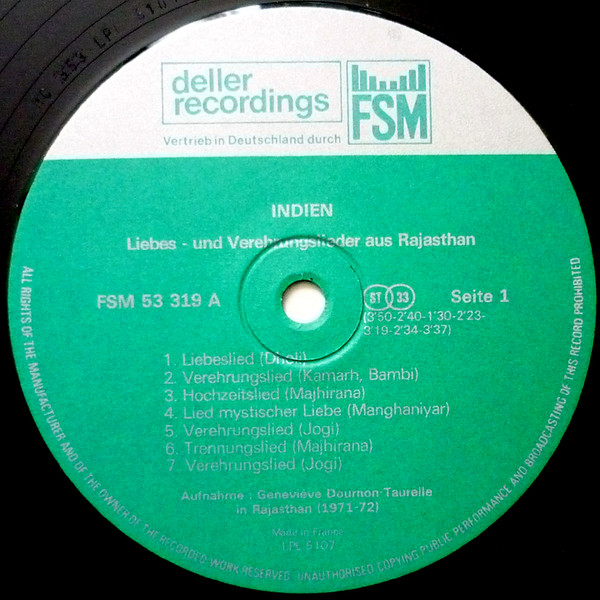 deller
recordings
FSM
Vertrieb in Deutschland durch
INDIEN
Liebes - und Verehrungslieder aus Rajasthan
FSM 53 319 A
ST 33
Seite 1
(3'50-2'40-1'30-2'23-
3'19-2'34-3'37)
1. Liebeslied (Dholi)
2. Verehrungslied (Kamarh, Bambi)
3. Hochzeitslied (Majhirana)
4. Lied mystischer Liebe (Manghaniyar)
5. Verehrungslied (Jogi)
6. Trennungslied (Majhirana)
7. Verehrungslied (Jogi)
Aufnahme : Geneviève Dournon-Taurelle
in Rajasthan (1971-72)
Made in France
LPL 5107
ALL RIGHTS OF THE MANUFACTURER AND OF THE OWNER OF THE RECORDED WORK RESERVED UNAUTHORISED COPYING PUBLIC PERFORMANCE AND BROADCASTING OF THIS RECORD PROHIBITED